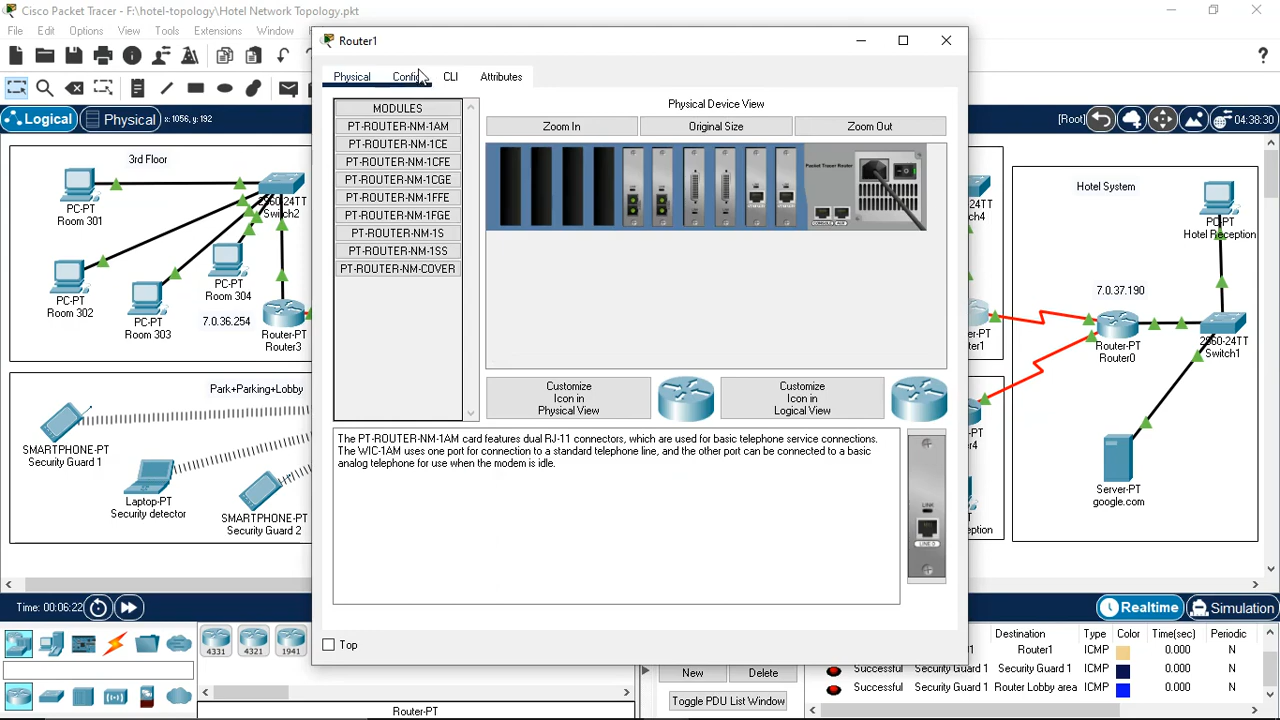 Cisco Packet Tracer - F:\hotel-topology\Hotel Network Topology.pkt
File Edit Options View Tools Extensions Window
Logical
Physical
x: 1056, y: 192
[Root]
04:38:30
Router1
Physical
Config
CLI
Attributes
MODULES
PT-ROUTER-NM-1AM
PT-ROUTER-NM-1CE
PT-ROUTER-NM-1CFE
PT-ROUTER-NM-1CGE
PT-ROUTER-NM-1FFE
PT-ROUTER-NM-1FGE
PT-ROUTER-NM-1S
PT-ROUTER-NM-1SS
PT-ROUTER-NM-COVER
Physical Device View
Zoom In
Original Size
Zoom Out
Packet Tracer Router
CONSOLE
AUX
Customize
Icon in
Physical View
Customize
Icon in
Logical View
The PT-ROUTER-NM-1AM card features dual RJ-11 connectors, which are used for basic telephone service connections.
The WIC-1AM uses one port for connection to a standard telephone line, and the other port can be connected to a basic
analog telephone for use when the modem is idle.
LINK
LINE 0
Top
3rd Floor
PC-PT
Room 301
2960-24TT
Switch2
PC-PT
Room 302
PC-PT
Room 303
PC-PT
Room 304
7.0.36.254
Router-PT
Router3
Park+Parking+Lobby
SMARTPHONE-PT
Security Guard 1
Laptop-PT
Security detector
SMARTPHONE-PT
Security Guard 2
Hotel System
PC-PT
Hotel Reception
7.0.37.190
Router-PT
Router0
2960-24TT
Switch1
Server-PT
google.com
Time: 00:06:22
Realtime
Simulation
4331
4321
1941
Router-PT
New
Delete
Toggle PDU List Window
Destination Type Color Time(sec) Periodic
Router1 ICMP 0.000 N
Successful Security Guard 1 Security Guard 1 ICMP 0.000 N
Successful Security Guard 1 Router Lobby area ICMP 0.000 N